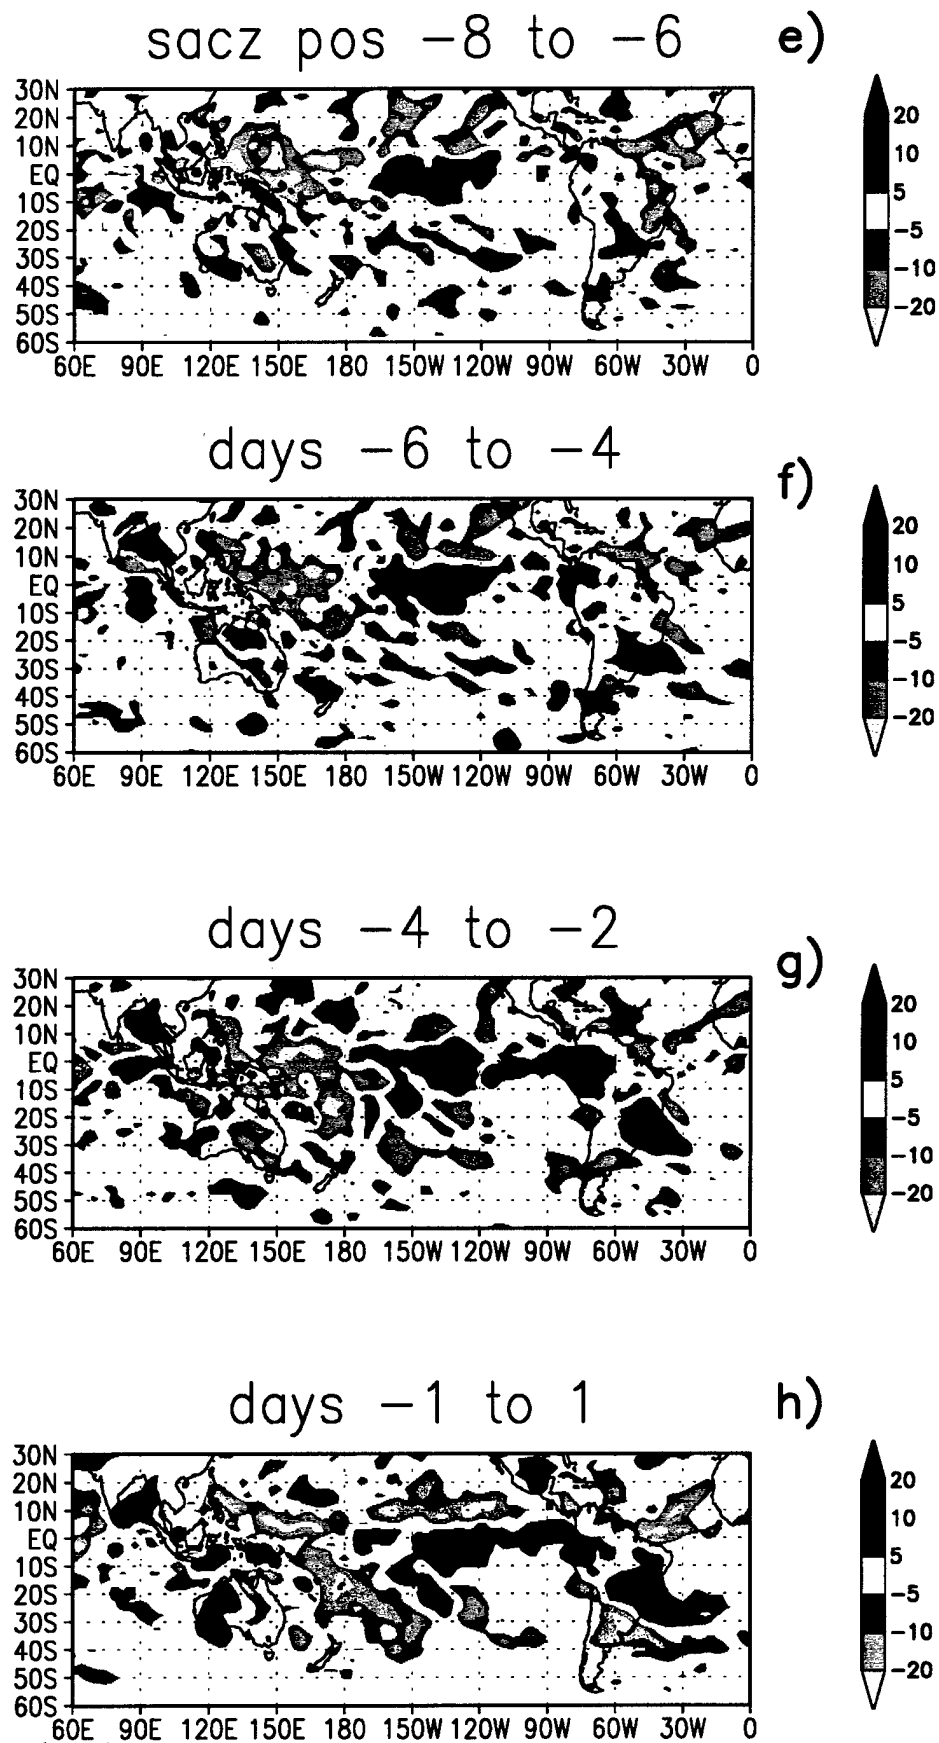 sacz pos −8 to −6
e)
30N
20N
10N
EQ
10S
20S
30S
40S
50S
60S
60E 90E 120E 150E 180 150W 120W 90W 60W 30W 0
20
10
5
−5
−10
−20
days −6 to −4
f)
30N
20N
10N
EQ
10S
20S
30S
40S
50S
60S
60E 90E 120E 150E 180 150W 120W 90W 60W 30W 0
20
10
5
−5
−10
−20
days −4 to −2
g)
30N
20N
10N
EQ
10S
20S
30S
40S
50S
60S
60E 90E 120E 150E 180 150W 120W 90W 60W 30W 0
20
10
5
−5
−10
−20
days −1 to 1
h)
30N
20N
10N
EQ
10S
20S
30S
40S
50S
60S
60E 90E 120E 150E 180 150W 120W 90W 60W 30W 0
20
10
5
−5
−10
−20